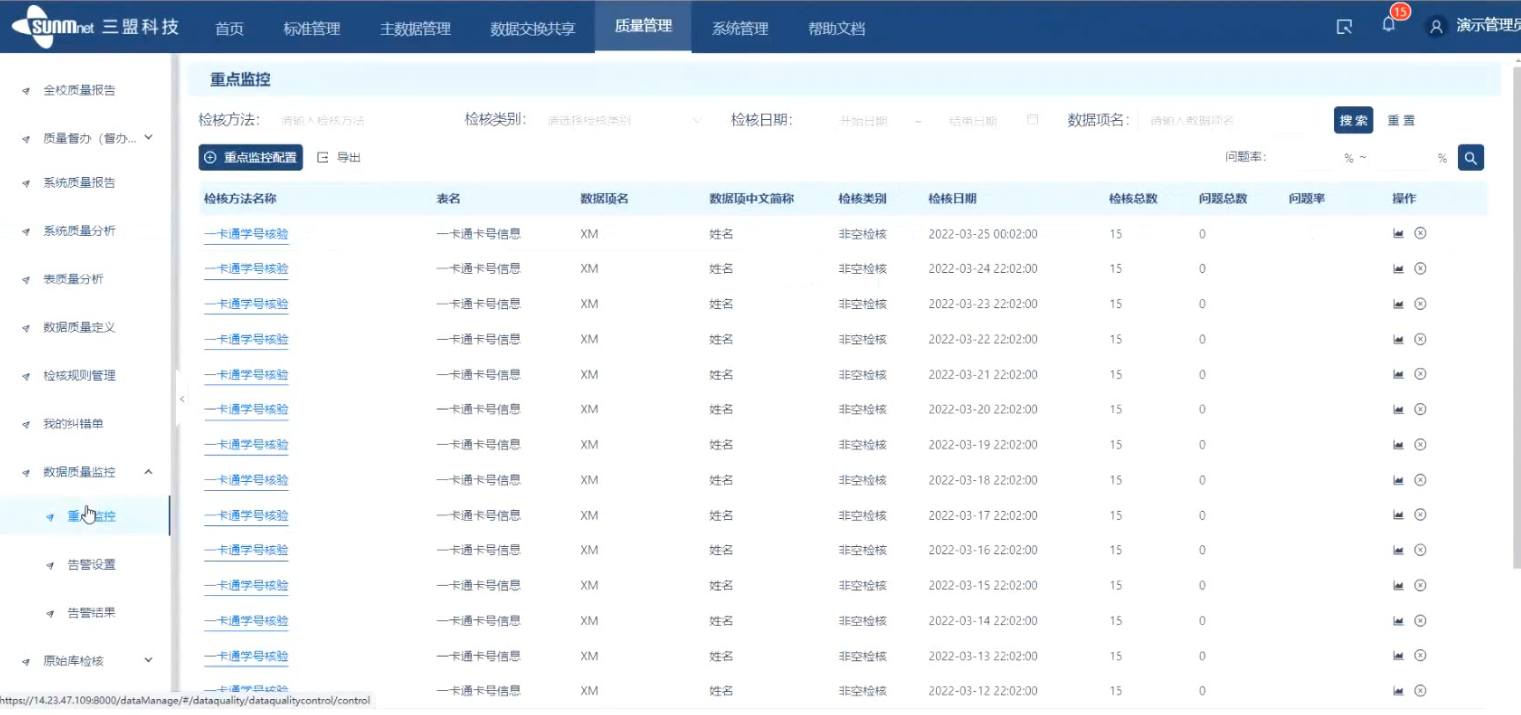 SUNMnet 三盟科技 首页 标准管理 主数据管理 数据交换共享 质量管理 系统管理 帮助文档 15 演示管理员
全校质量报告
质量督办（督办...
系统质量报告
系统质量分析
表质量分析
数据质量定义
检核规则管理
我的纠错单
数据质量监控
重点监控
告警设置
告警结果
原始库检核
重点监控
检核方法： 请输入检核方法 检核类别： 请选择检核类别 检核日期： 开始日期 ~ 结束日期 数据项名： 请输入数据项名 搜索 重置
重点监控配置 导出 问题率： % ~ %
检核方法名称 表名 数据项名 数据项中文简称 检核类别 检核日期 检核总数 问题总数 问题率 操作
一卡通学号核验 一卡通卡号信息 XM 姓名 非空检核 2022-03-25 00:02:00 15 0
一卡通学号核验 一卡通卡号信息 XM 姓名 非空检核 2022-03-24 22:02:00 15 0
一卡通学号核验 一卡通卡号信息 XM 姓名 非空检核 2022-03-23 22:02:00 15 0
一卡通学号核验 一卡通卡号信息 XM 姓名 非空检核 2022-03-22 22:02:00 15 0
一卡通学号核验 一卡通卡号信息 XM 姓名 非空检核 2022-03-21 22:02:00 15 0
一卡通学号核验 一卡通卡号信息 XM 姓名 非空检核 2022-03-20 22:02:00 15 0
一卡通学号核验 一卡通卡号信息 XM 姓名 非空检核 2022-03-19 22:02:00 15 0
一卡通学号核验 一卡通卡号信息 XM 姓名 非空检核 2022-03-18 22:02:00 15 0
一卡通学号核验 一卡通卡号信息 XM 姓名 非空检核 2022-03-17 22:02:00 15 0
一卡通学号核验 一卡通卡号信息 XM 姓名 非空检核 2022-03-16 22:02:00 15 0
一卡通学号核验 一卡通卡号信息 XM 姓名 非空检核 2022-03-15 22:02:00 15 0
一卡通学号核验 一卡通卡号信息 XM 姓名 非空检核 2022-03-14 22:02:00 15 0
一卡通学号核验 一卡通卡号信息 XM 姓名 非空检核 2022-03-13 22:02:00 15 0
一卡通学号核验 一卡通卡号信息 XM 姓名 非空检核 2022-03-12 22:02:00 15 0
https://14.23.47.109:8000/dataManage/#/dataquality/dataqualitycontrol/control